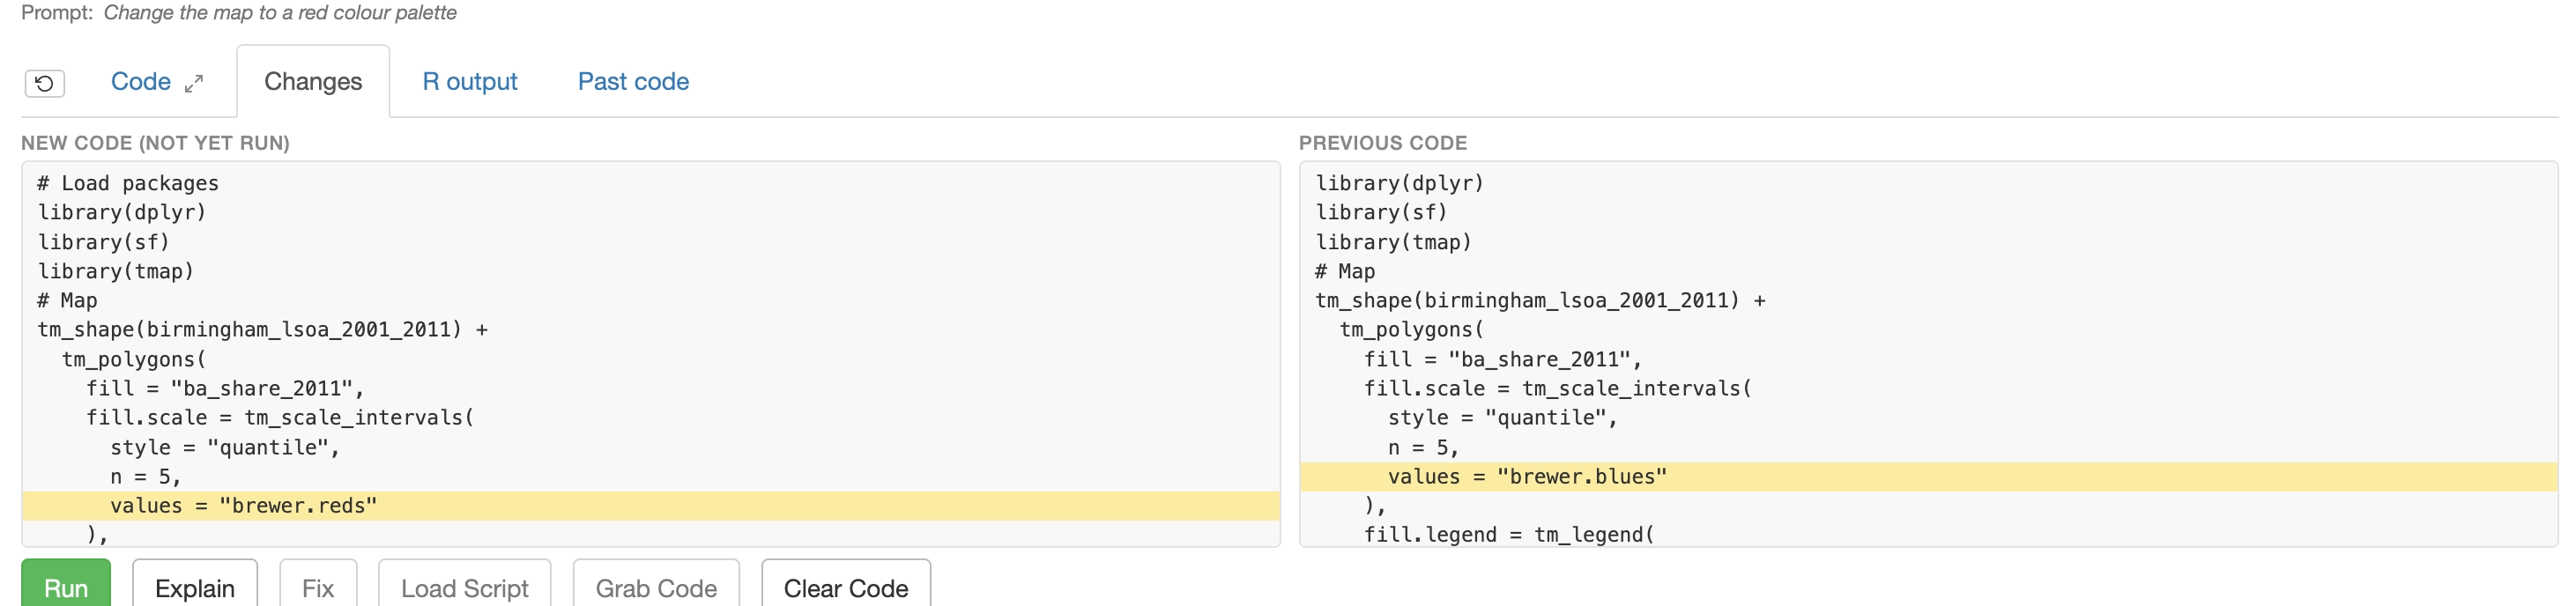 Prompt: Change the map to a red colour palette
Code
Changes
R output
Past code
NEW CODE (NOT YET RUN)
# Load packages
library(dplyr)
library(sf)
library(tmap)
# Map
tm_shape(birmingham_lsoa_2001_2011) +
  tm_polygons(
    fill = "ba_share_2011",
    fill.scale = tm_scale_intervals(
      style = "quantile",
      n = 5,
      values = "brewer.reds"
    ),
PREVIOUS CODE
library(dplyr)
library(sf)
library(tmap)
# Map
tm_shape(birmingham_lsoa_2001_2011) +
  tm_polygons(
    fill = "ba_share_2011",
    fill.scale = tm_scale_intervals(
      style = "quantile",
      n = 5,
      values = "brewer.blues"
    ),
    fill.legend = tm_legend(
Run
Explain
Fix
Load Script
Grab Code
Clear Code